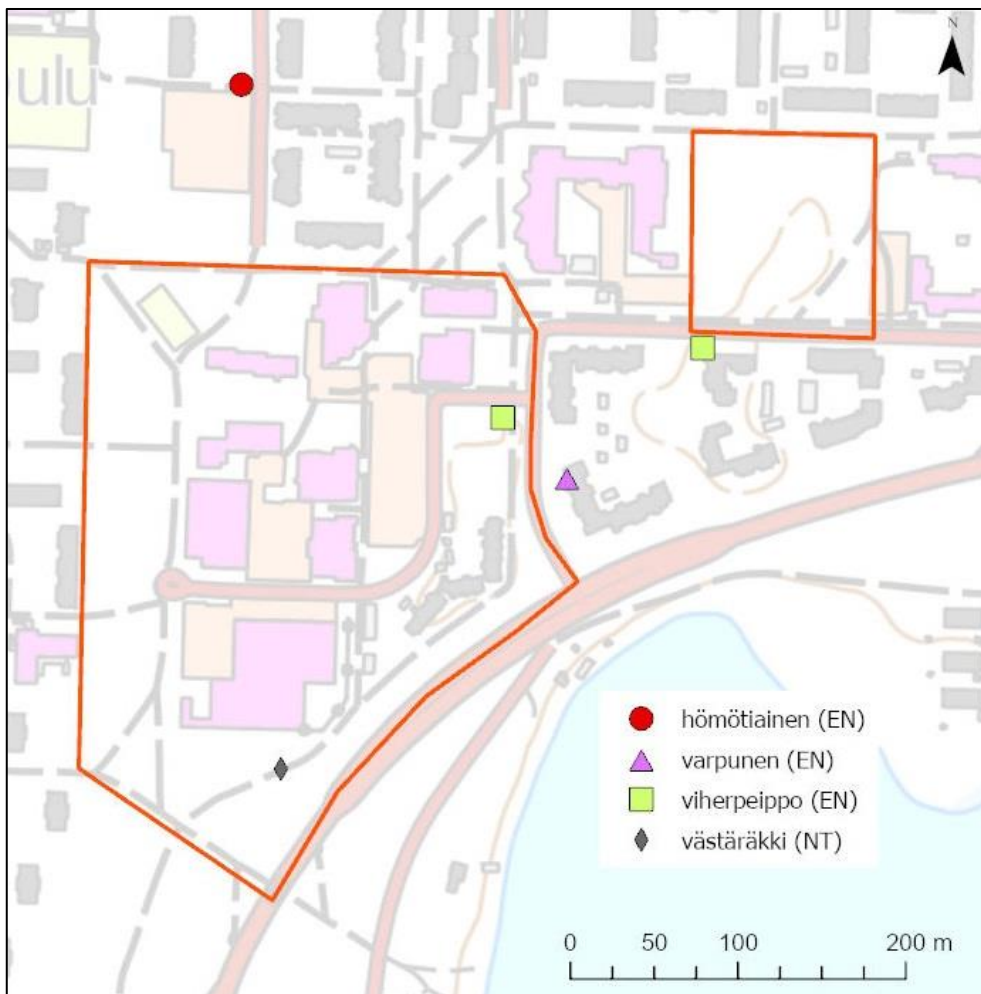 N
ulu
hömötiainen (EN)
varpunen (EN)
viherpeippo (EN)
västäräkki (NT)
0 50 100 200 m